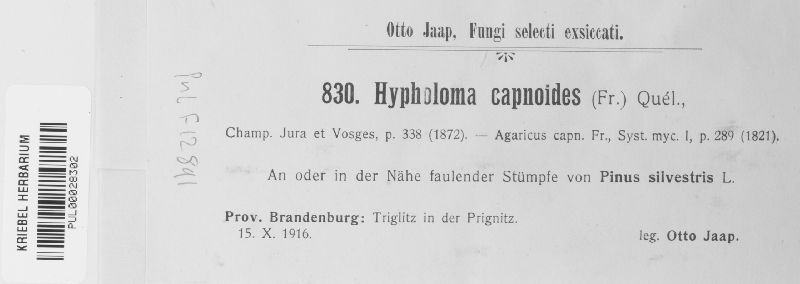 Otto Jaap, Fungi selecti exsiccati.
830. Hypholoma capnoides (Fr.) Quél.,
Champ. Jura et Vosges, p. 338 (1872). — Agaricus capn. Fr., Syst. myc. I, p. 289 (1821).
An oder in der Nähe faulender Stümpfe von Pinus silvestris L.
Prov. Brandenburg: Triglitz in der Prignitz.
15. X. 1916.
leg. Otto Jaap.
KRIEBEL HERBARIUM
PUL00028302
PUL F12891